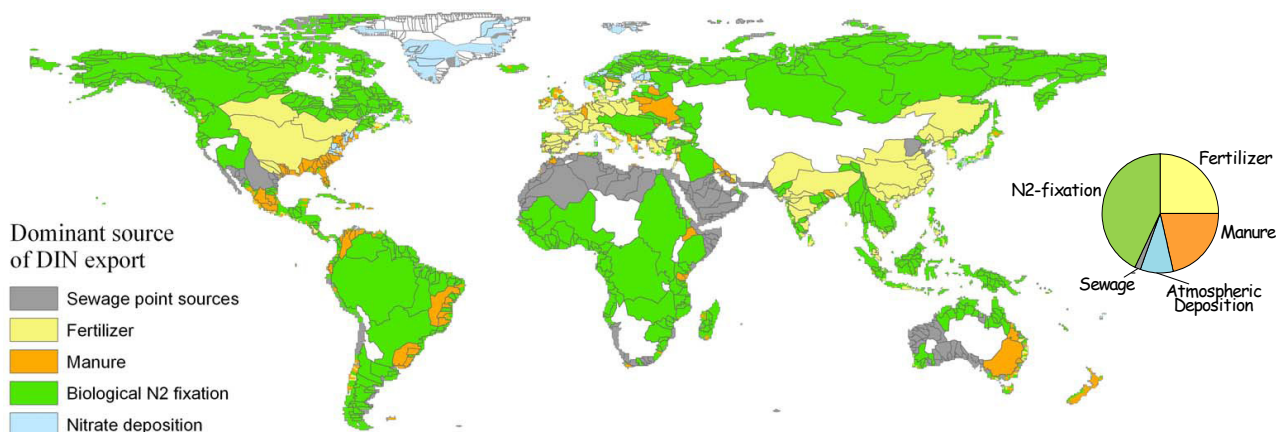 Dominant source
of DIN export
Sewage point sources
Fertilizer
Manure
Biological N2 fixation
Nitrate deposition
Fertilizer
N2-fixation
Manure
Sewage
Atmospheric
Deposition